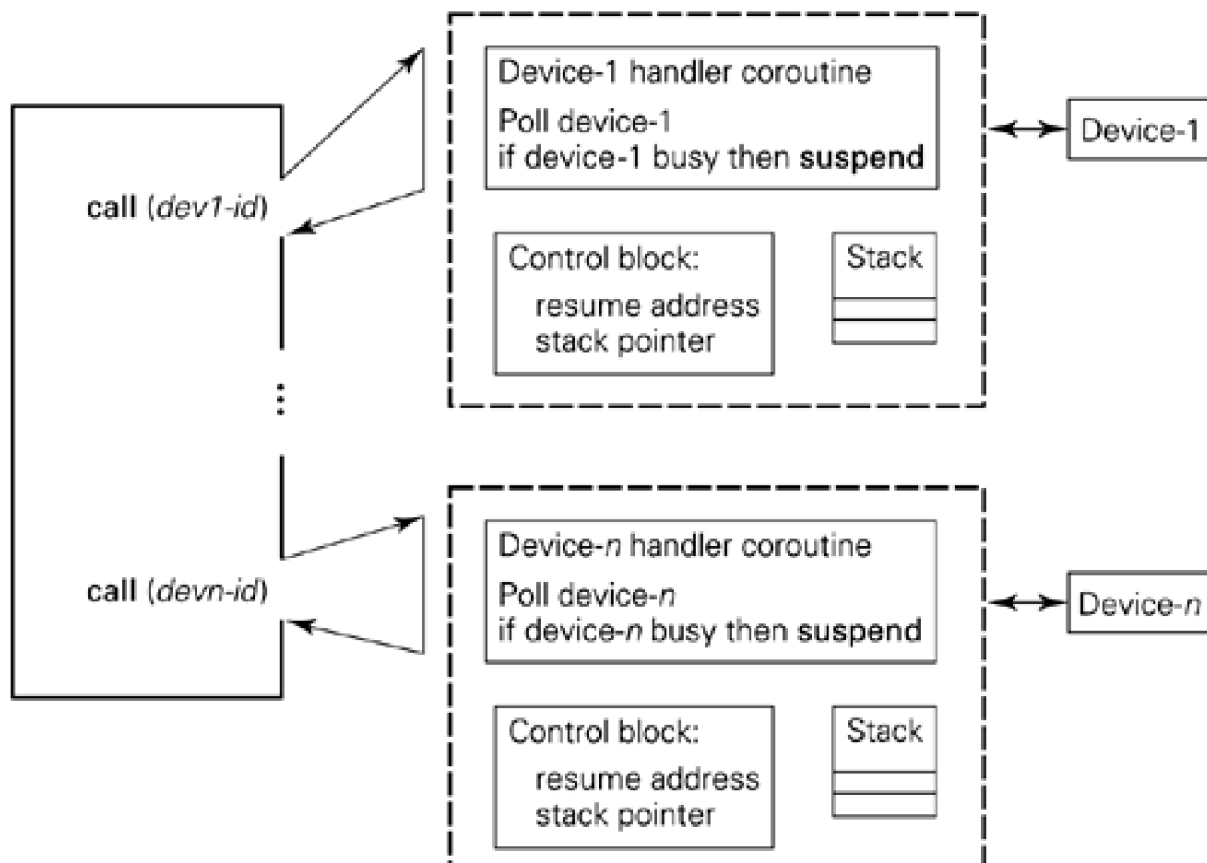 Device-1 handler coroutine
Poll device-1
if device-1 busy then suspend
Device-1
call (dev1-id)
Control block:
resume address
stack pointer
Stack
Device-n handler coroutine
Poll device-n
if device-n busy then suspend
Device-n
call (devn-id)
Control block:
resume address
stack pointer
Stack